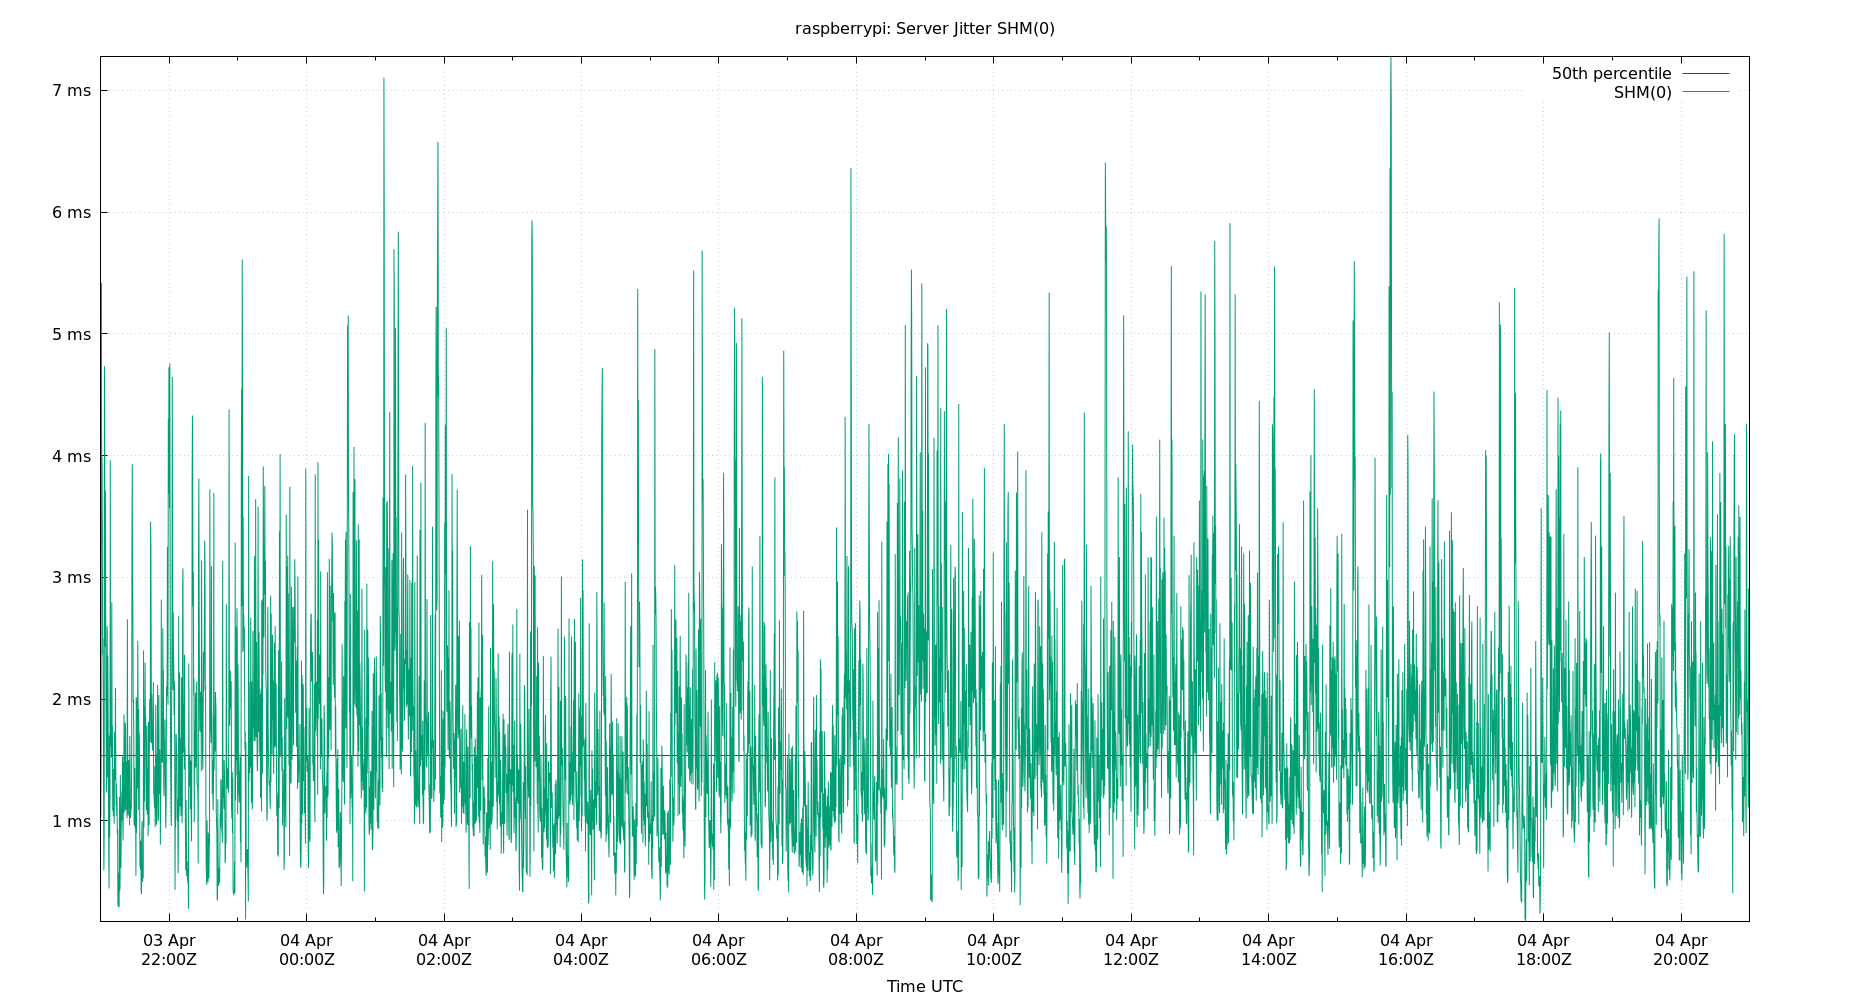 raspberrypi: Server Jitter SHM(0)
50th percentile
SHM(0)
7 ms
6 ms
5 ms
4 ms
3 ms
2 ms
1 ms
03 Apr 04 Apr 04 Apr 04 Apr 04 Apr 04 Apr 04 Apr 04 Apr 04 Apr 04 Apr 04 Apr 04 Apr
22:00Z 00:00Z 02:00Z 04:00Z 06:00Z 08:00Z 10:00Z 12:00Z 14:00Z 16:00Z 18:00Z 20:00Z
Time UTC